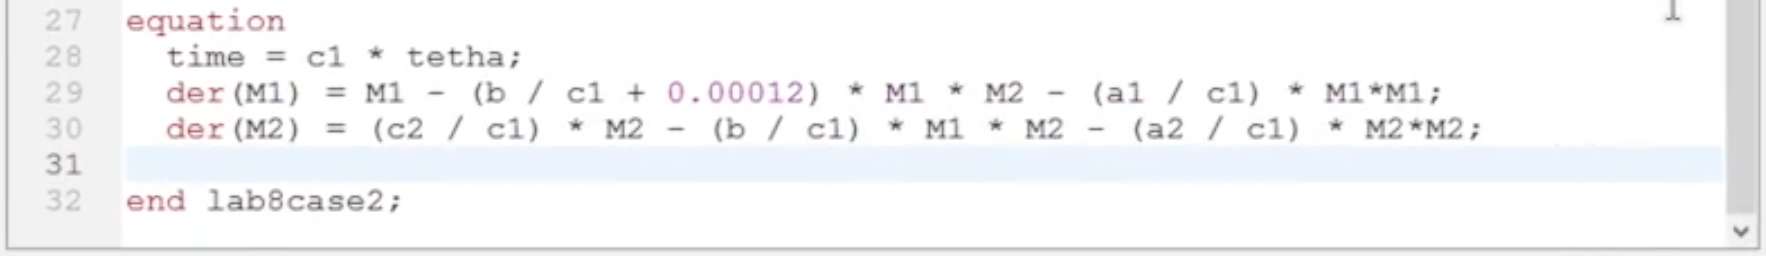 27 equation
28 time = c1 * tetha;
29 der(M1) = M1 - (b / c1 + 0.00012) * M1 * M2 - (a1 / c1) * M1*M1;
30 der(M2) = (c2 / c1) * M2 - (b / c1) * M1 * M2 - (a2 / c1) * M2*M2;
31
32 end lab8case2;